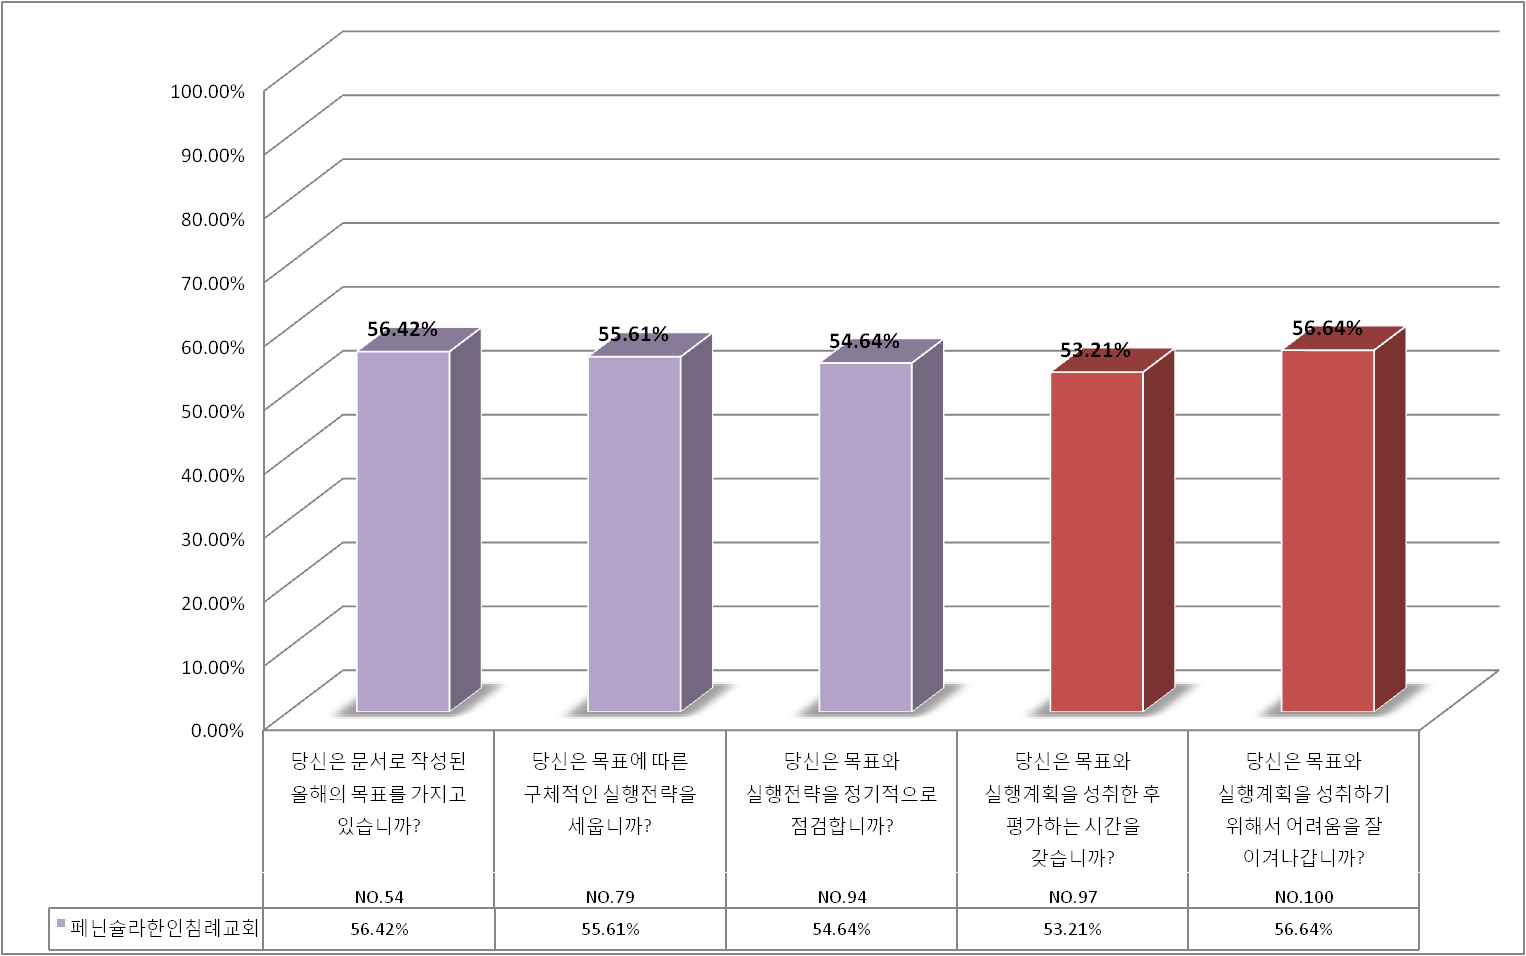 100.00%
90.00%
80.00%
70.00%
60.00%
50.00%
40.00%
30.00%
20.00%
10.00%
0.00%
56.42%
55.61%
54.64%
53.21%
56.64%
당신은 문서로 작성된
올해의 목표를 가지고
있습니까?
NO.54
당신은 목표에 따른
구체적인 실행전략을
세웁니까?
NO.79
당신은 목표와
실행전략을 정기적으로
점검합니까?
NO.94
당신은 목표와
실행계획을 성취한 후
평가하는 시간을
갖습니까?
NO.97
당신은 목표와
실행계획을 성취하기
위해서 어려움을 잘
이겨나갑니까?
NO.100
페닌슐라한인침례교회 56.42% 55.61% 54.64% 53.21% 56.64%